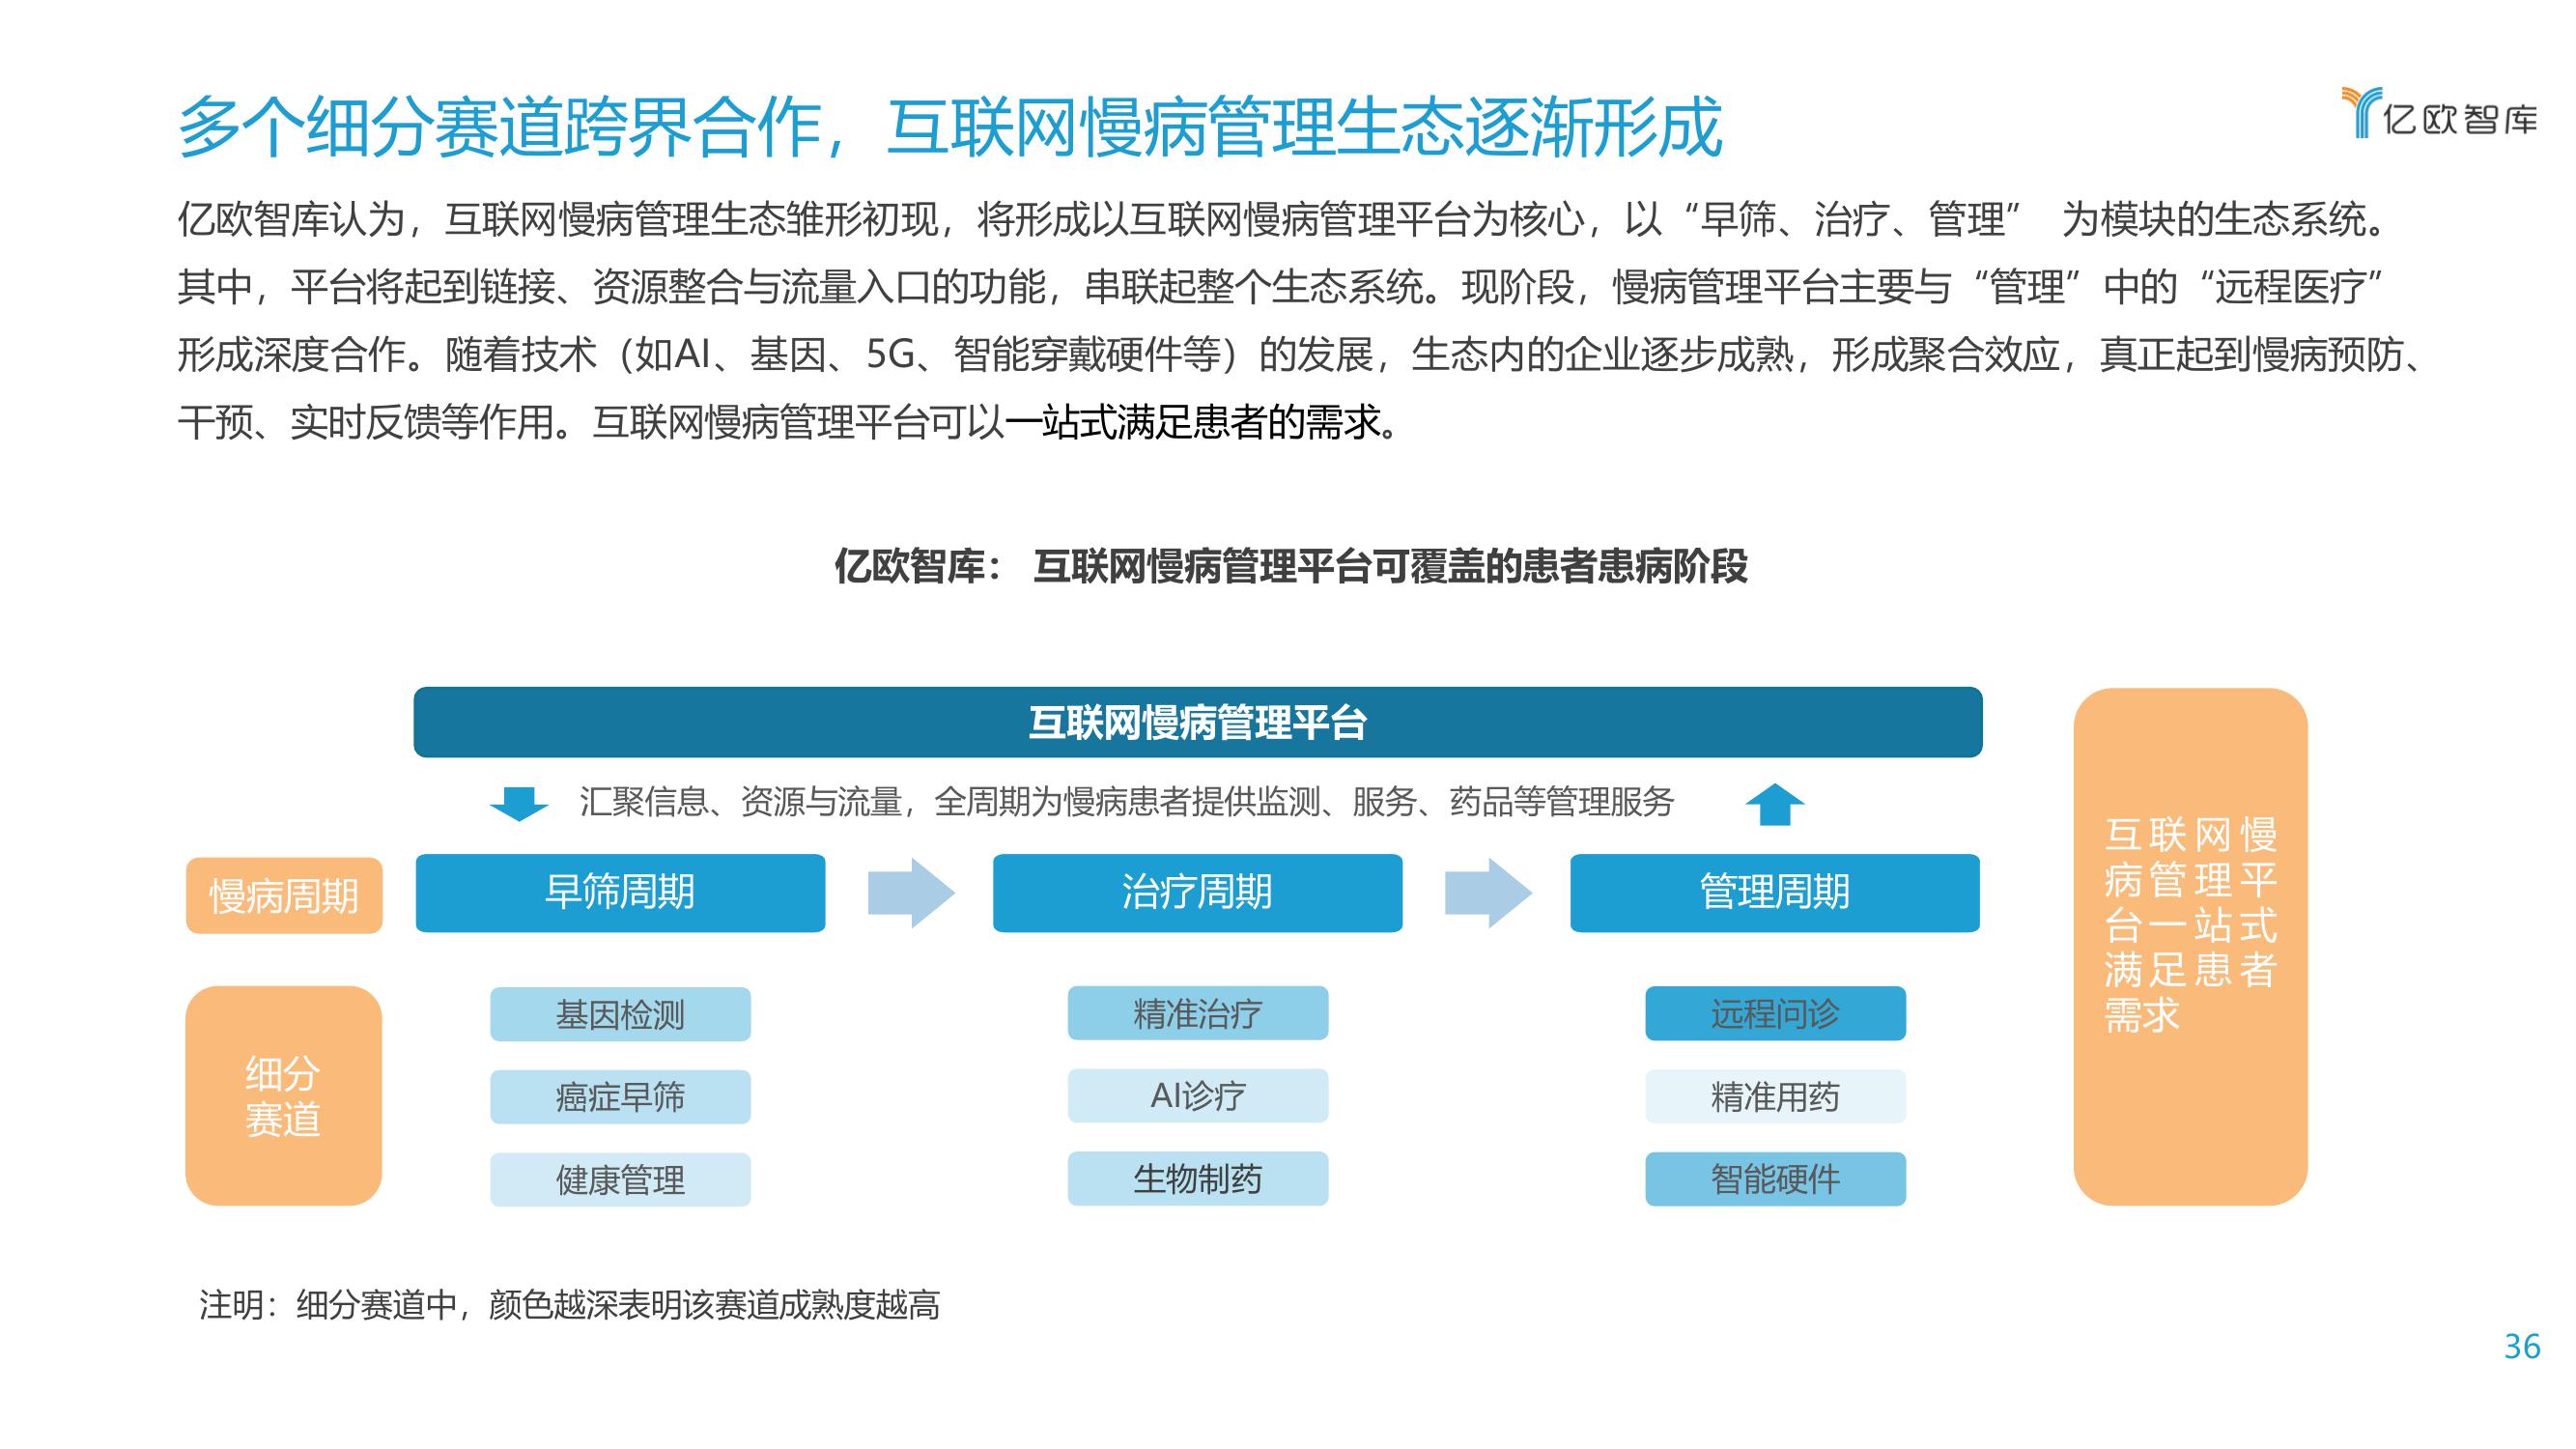 多个细分赛道跨界合作，互联网慢病管理生态逐渐形成
亿欧智库
亿欧智库认为，互联网慢病管理生态雏形初现，将形成以互联网慢病管理平台为核心，以“早筛、治疗、管理” 为模块的生态系统。
其中，平台将起到链接、资源整合与流量入口的功能，串联起整个生态系统。现阶段，慢病管理平台主要与“管理”中的“远程医疗”
形成深度合作。随着技术（如AI、基因、5G、智能穿戴硬件等）的发展，生态内的企业逐步成熟，形成聚合效应，真正起到慢病预防、
干预、实时反馈等作用。互联网慢病管理平台可以一站式满足患者的需求。
亿欧智库： 互联网慢病管理平台可覆盖的患者患病阶段
互联网慢病管理平台
汇聚信息、资源与流量，全周期为慢病患者提供监测、服务、药品等管理服务
慢病周期
早筛周期
治疗周期
管理周期
细分
赛道
基因检测
精准治疗
远程问诊
癌症早筛
AI诊疗
精准用药
健康管理
生物制药
智能硬件
互联网慢
病管理平
台一站式
满足患者
需求
注明：细分赛道中，颜色越深表明该赛道成熟度越高
36